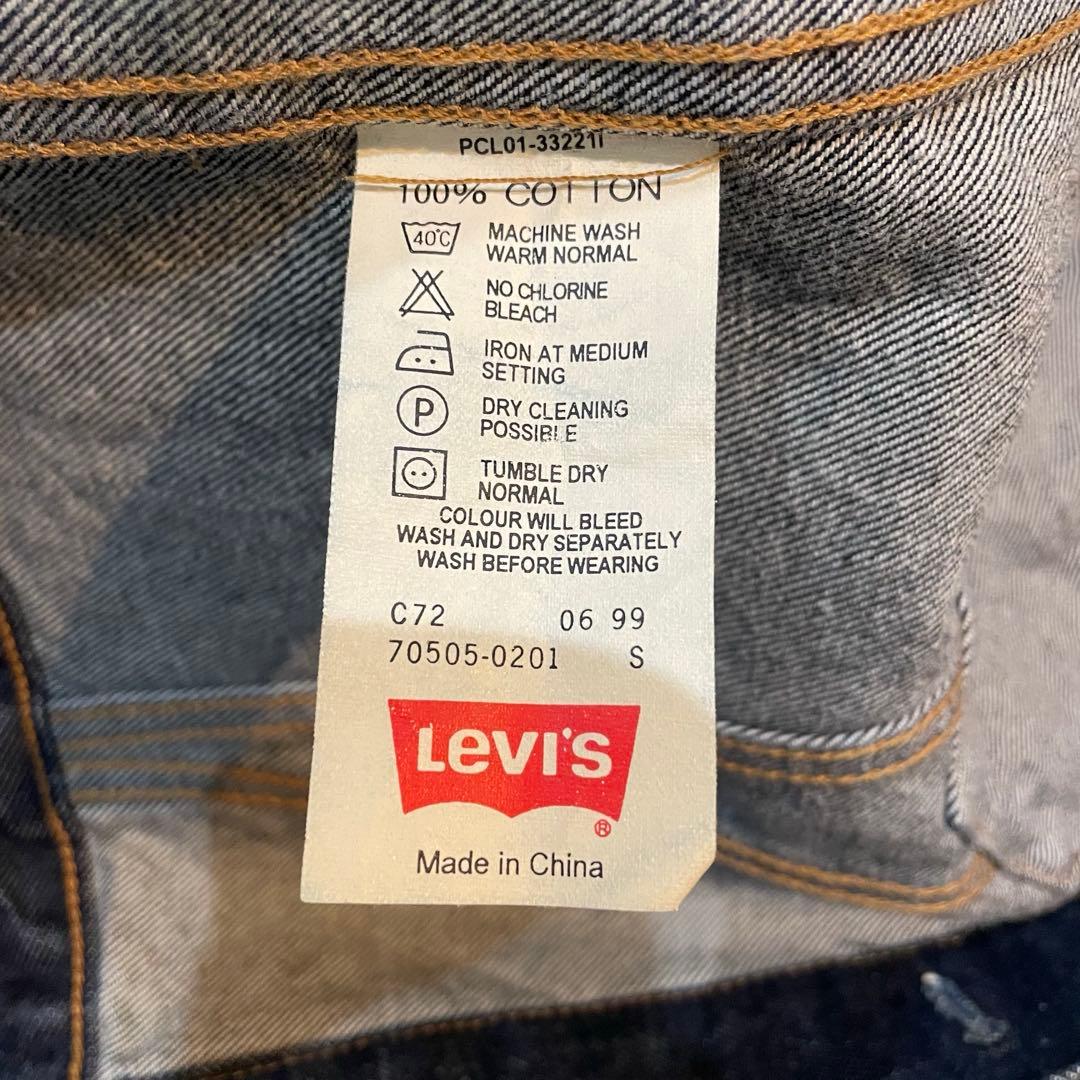 PCL01-33221I
100% COTTON
40°C MACHINE WASH
WARM NORMAL
NO CHLORINE
BLEACH
IRON AT MEDIUM
SETTING
P DRY CLEANING
POSSIBLE
TUMBLE DRY
NORMAL
COLOUR WILL BLEED
WASH AND DRY SEPARATELY
WASH BEFORE WEARING
C72 06 99
70505-0201 S
LEVI'S
®
Made in China